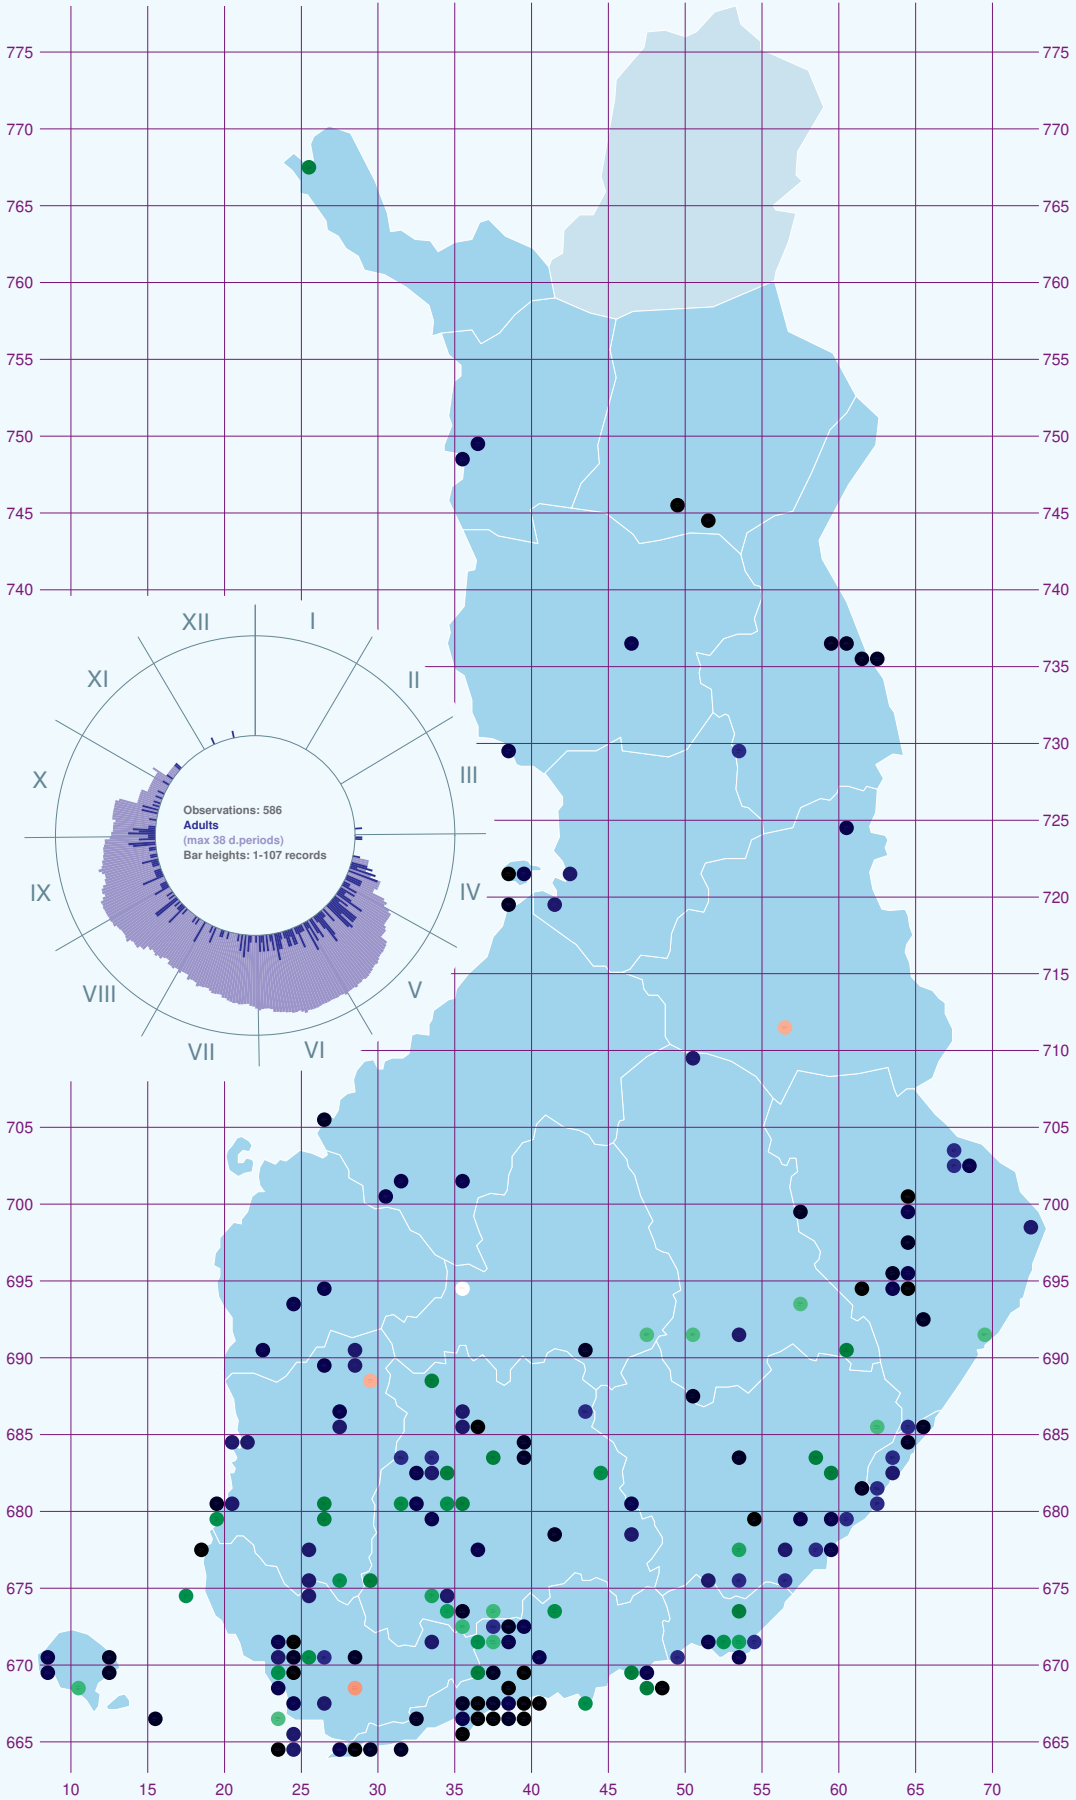 775 775
770 770
765 765
760 760
755 755
750 750
745 745
740 740
735
730
725
720
715
710
705 705
700 700
695 695
690 690
685 685
680 680
675 675
670 670
665 665
XII I
XI II
X III
IX IV
VIII V
VII VI
Observations: 586
Adults
(max 38 d.periods)
Bar heights: 1-107 records
10 15 20 25 30 35 40 45 50 55 60 65 70